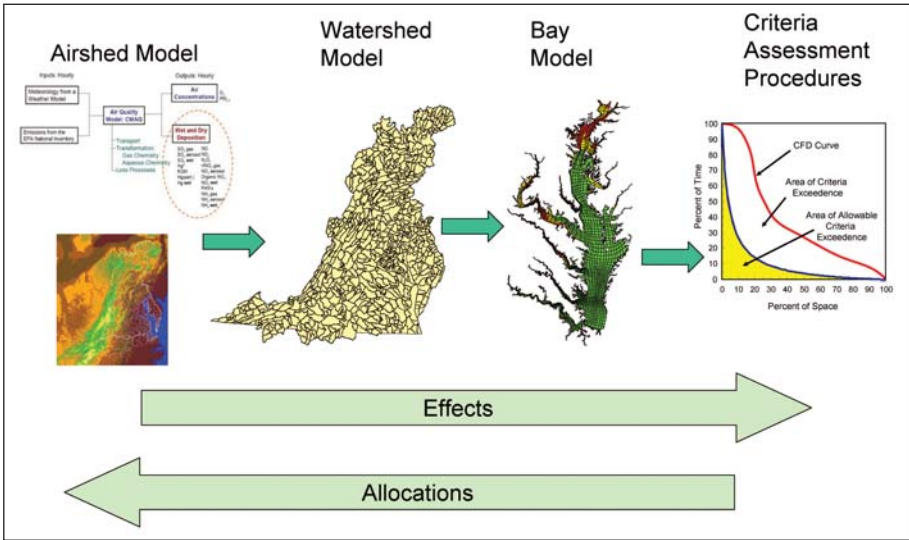 Airshed Model
Watershed
Model
Bay
Model
Criteria
Assessment
Procedures
Inputs: Hourly
Outputs: Hourly
Meteorology from a
Weather Model
Emissions from the
EPA National Inventory
Air Quality
Model: CMAQ
Transport
Transformation
Gas Chemistry
Aqueous Chemistry
Loss Processes
Air
Concentrations
Wet and Dry
Deposition
Percent of Time
100
90
80
70
60
50
40
30
20
10
0
CFD Curve
Area of Criteria
Exceedence
Area of Allowable
Criteria
Exceedence
0 10 20 30 40 50 60 70 80 90 100
Percent of Space
Effects
Allocations